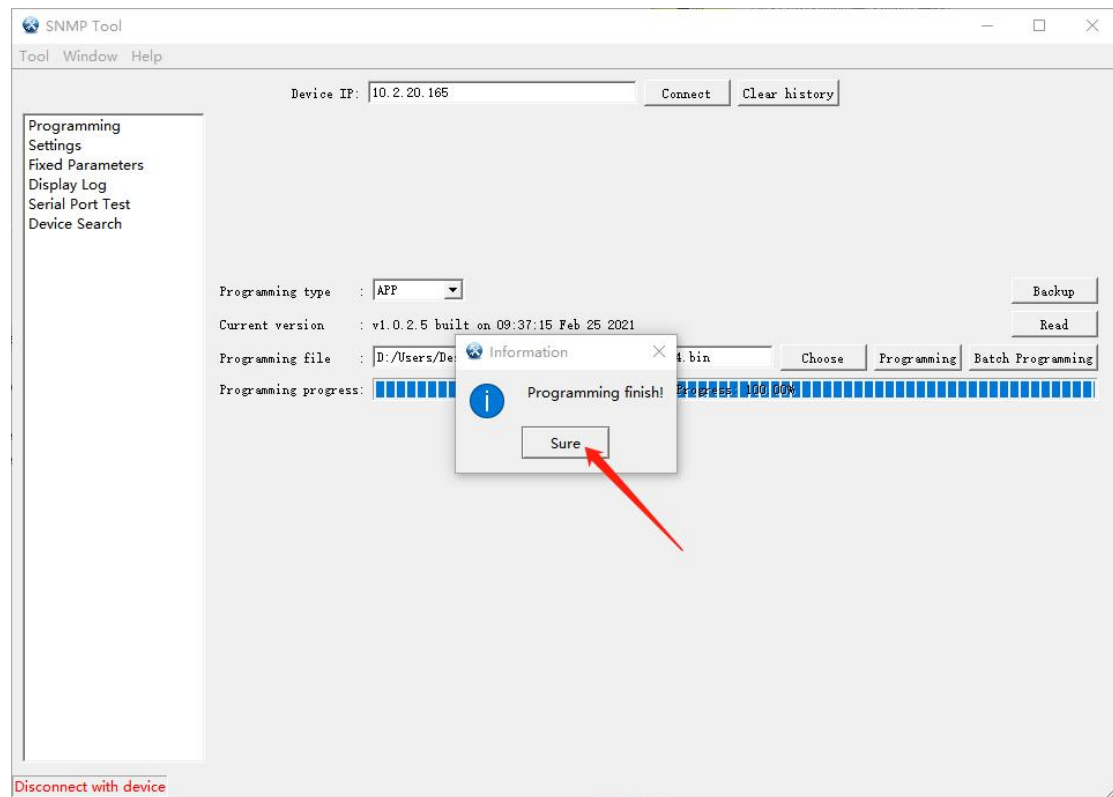 SNMP Tool
Tool Window Help
Device IP: 10.2.20.165 Connect Clear history
Programming
Settings
Fixed Parameters
Display Log
Serial Port Test
Device Search
Programming type : APP Backup
Current version : v1.0.2.5 built on 09:37:15 Feb 25 2021 Read
Programming file : D:/Users/De 4.bin Choose Programming Batch Programming
Programming progress: Progress: 100.00%
Information
Programming finish!
Sure
Disconnect with device